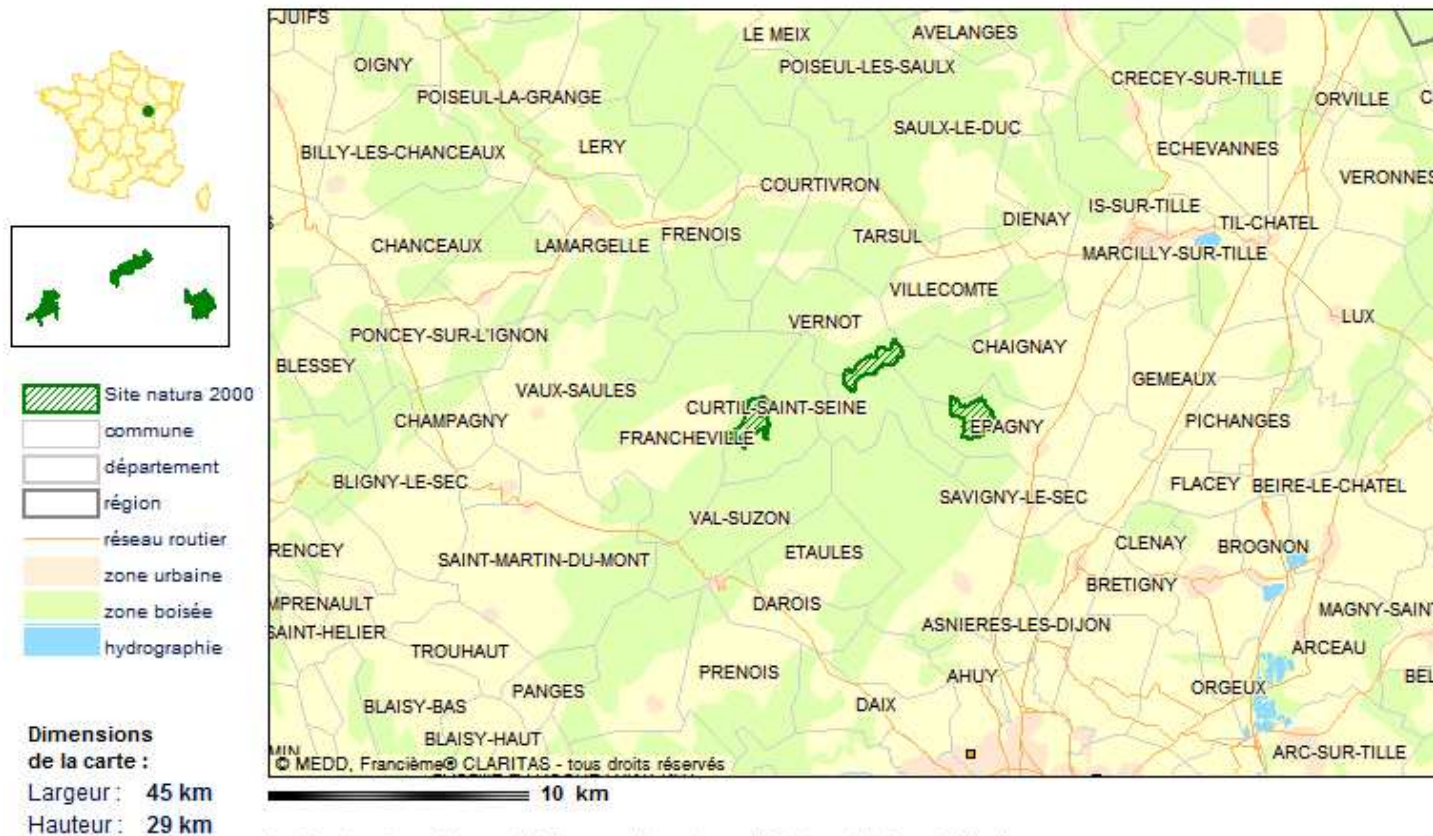 -JUIFS
LE MEIX
AVELANGES
OIGNY
POISEUL-LES-SAULX
CRECEY-SUR-TILLE
POISEUL-LA-GRANGE
ORVILLE
SAULX-LE-DUC
BILLY-LES-CHANCEAUX
LERY
ECHEVANNES
VERONNES
COURTIVRON
IS-SUR-TILLE
DIENAY
TIL-CHATEL
CHANCEAUX
LAMARGELLE
FRENOIS
TARSUL
MARCILLY-SUR-TILLE
VILLECOMTE
LUX
VERNOT
PONCEY-SUR-L'IGNON
CHAIGNAY
BLESSEY
GEMEAUX
VAUX-SAULES
CURTIL-SAINT-SEINE
CHAMPAGNY
PICHANGES
FRANCHEVILLE
EPAGNY
BLIGNY-LE-SEC
FLACEY
BEIRE-LE-CHATEL
SAVIGNY-LE-SEC
VAL-SUZON
CLENAY
BROGNON
RENCEY
SAINT-MARTIN-DU-MONT
ETAULES
BRETIGNY
MPRENAULT
DAROIS
MAGNY-SAINT
SAINT-HELIER
ASNIERES-LES-DIJON
TROUHAUT
ARCEAU
PRENOIS
AHUY
BEL
PANGES
ORGEUX
BLAISY-BAS
DAIX
BLAISY-HAUT
MIN
ARC-SUR-TILLE
© MEDD, Francième® CLARITAS - tous droits réservés
Site natura 2000
commune
département
région
réseau routier
zone urbaine
zone boisée
hydrographie
Dimensions
de la carte :
Largeur : 45 km
Hauteur : 29 km
10 km